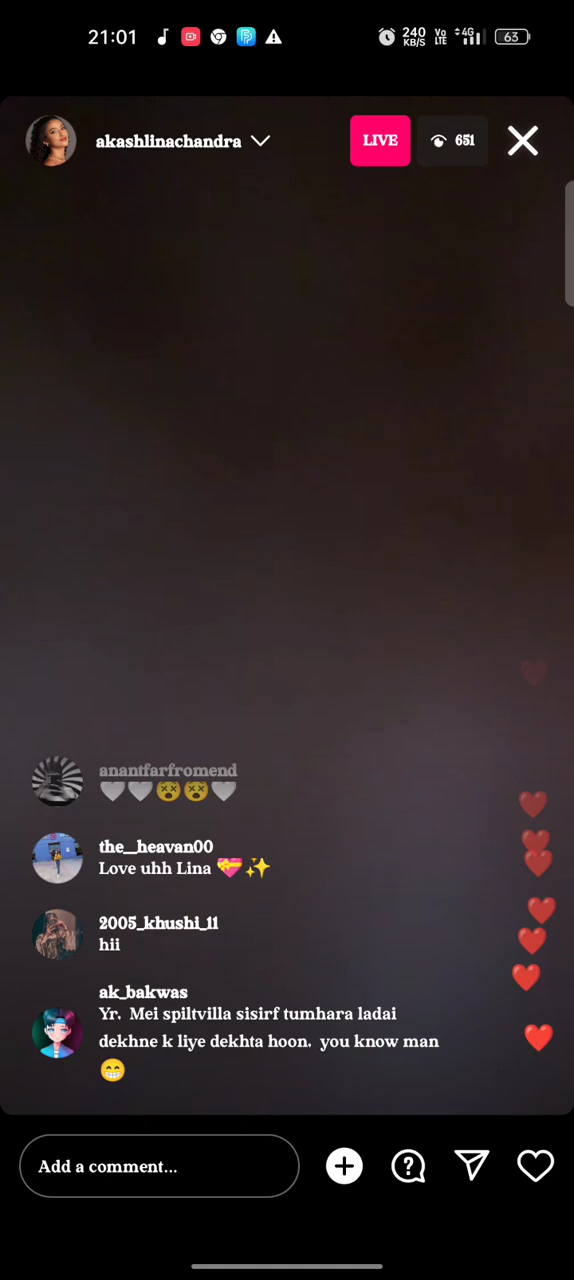 21:01
240
KB/S
Vo
LTE
4G
63
akashlinachandra
LIVE
651
anantfarfromend
🤍🤍😵😵🤍
the__heavan00
Love uhh Lina 💝✨
2005_khushi_11
hii
ak_bakwas
Yr. Mei spiltvilla sisirf tumhara ladai
dekhne k liye dekhta hoon. you know man
😁
Add a comment...